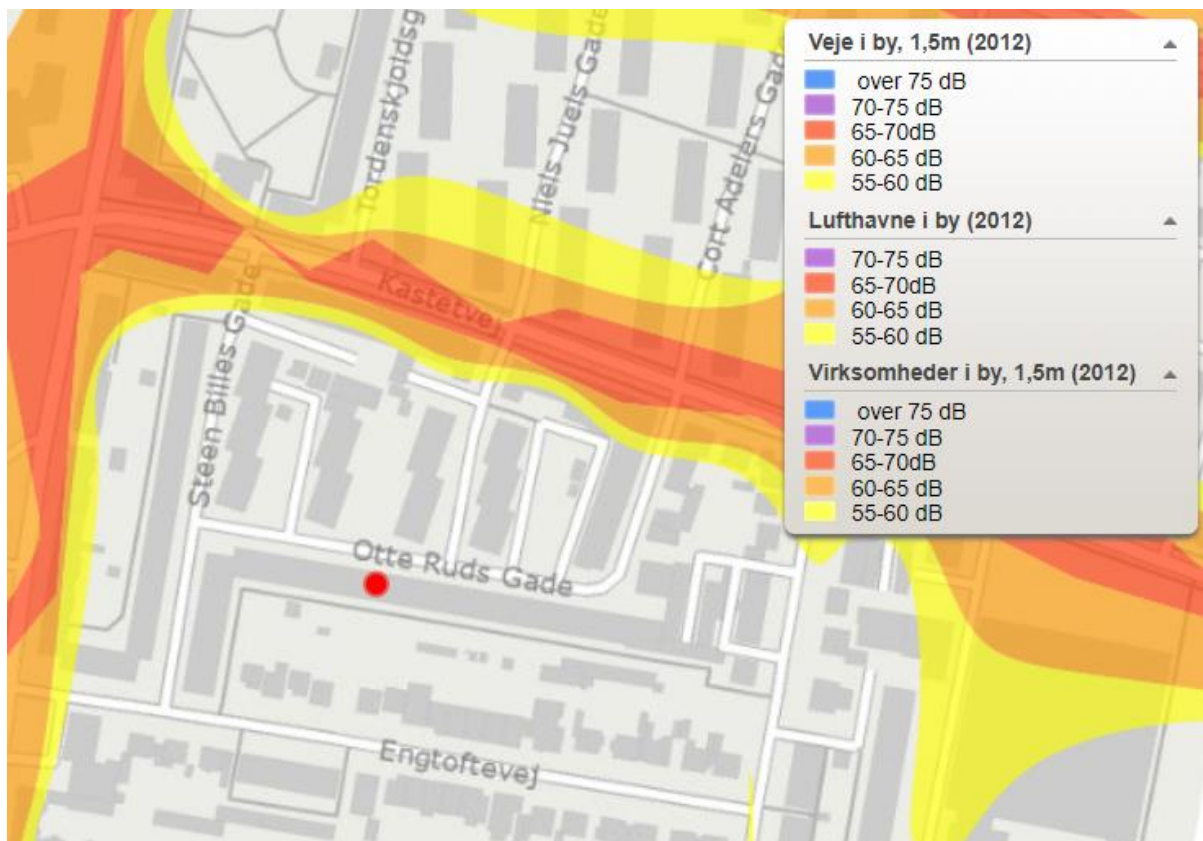 Tordenskjoldsg
Niels Juels Gade
Cort Adelers Gade
Kastetvej
Steen Billes Gade
Otte Ruds Gade
Engtoftevej
Veje i by, 1,5m (2012)
over 75 dB
70-75 dB
65-70dB
60-65 dB
55-60 dB
Lufthavne i by (2012)
70-75 dB
65-70dB
60-65 dB
55-60 dB
Virksomheder i by, 1,5m (2012)
over 75 dB
70-75 dB
65-70dB
60-65 dB
55-60 dB